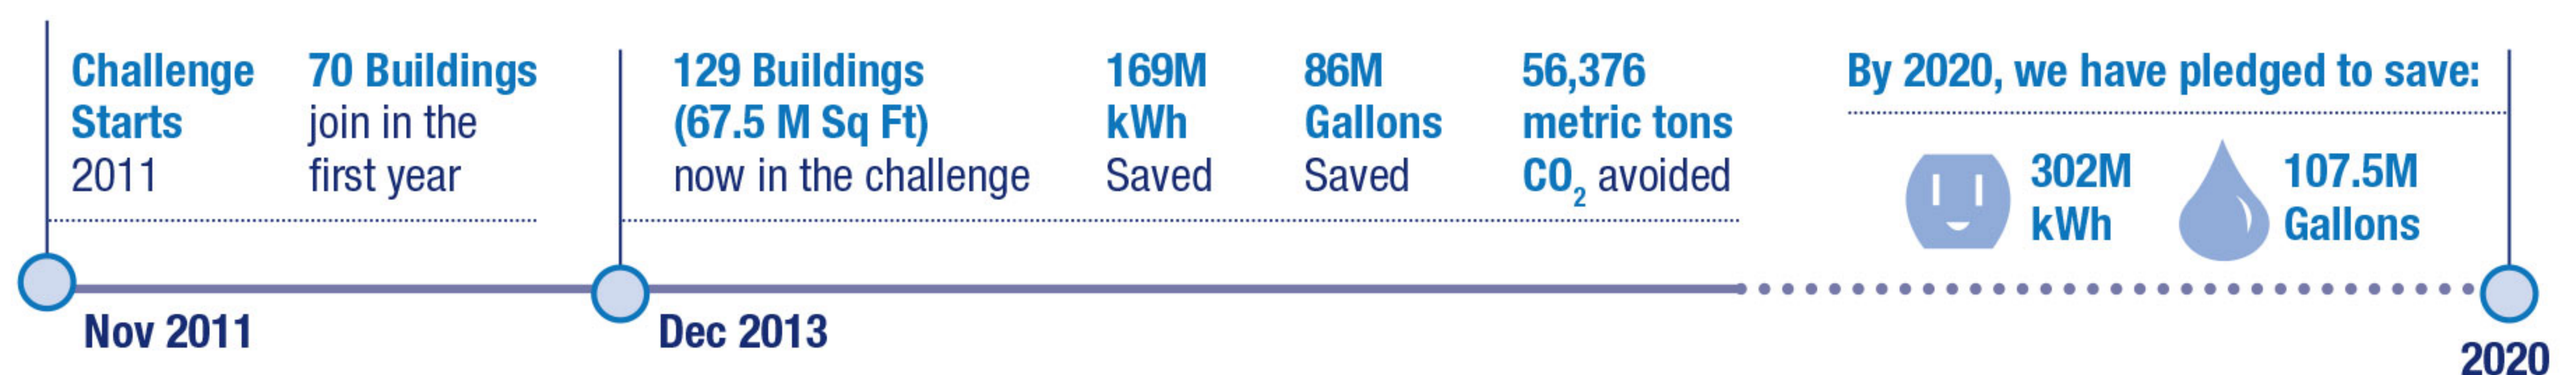 Challenge
Starts
2011
70 Buildings
join in the
first year
129 Buildings
(67.5 M Sq Ft)
now in the challenge
169M
kWh
Saved
86M
Gallons
Saved
56,376
metric tons
CO₂ avoided
By 2020, we have pledged to save:
302M
kWh
107.5M
Gallons
Nov 2011
Dec 2013
2020